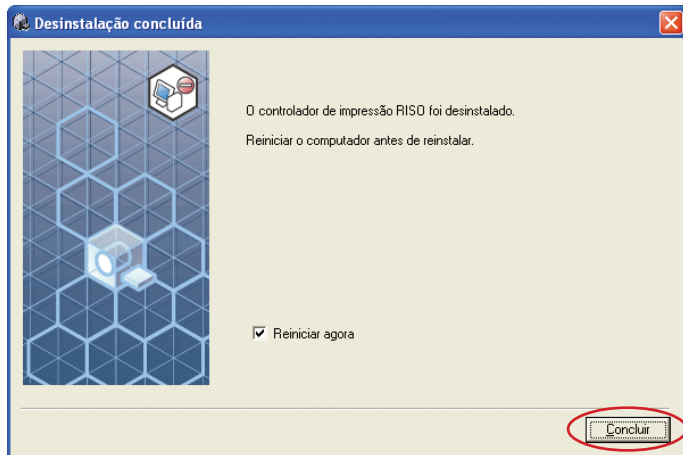 Desinstalação concluída
O controlador de impressão RISO foi desinstalado.
Reiniciar o computador antes de reinstalar.
Reiniciar agora
Concluir